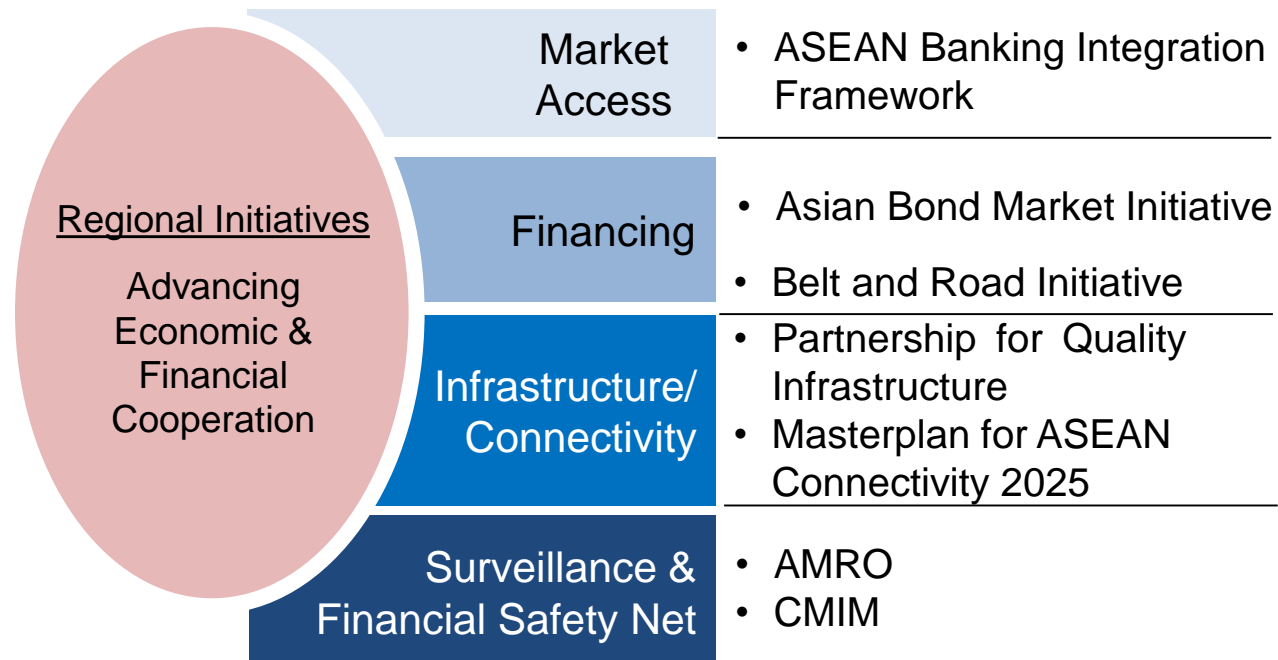 Regional Initiatives
Advancing
Economic &
Financial
Cooperation
Market
Access
• ASEAN Banking Integration
Framework
Financing
• Asian Bond Market Initiative
• Belt and Road Initiative
Infrastructure/
Connectivity
• Partnership for Quality
Infrastructure
• Masterplan for ASEAN
Connectivity 2025
Surveillance &
Financial Safety Net
• AMRO
• CMIM